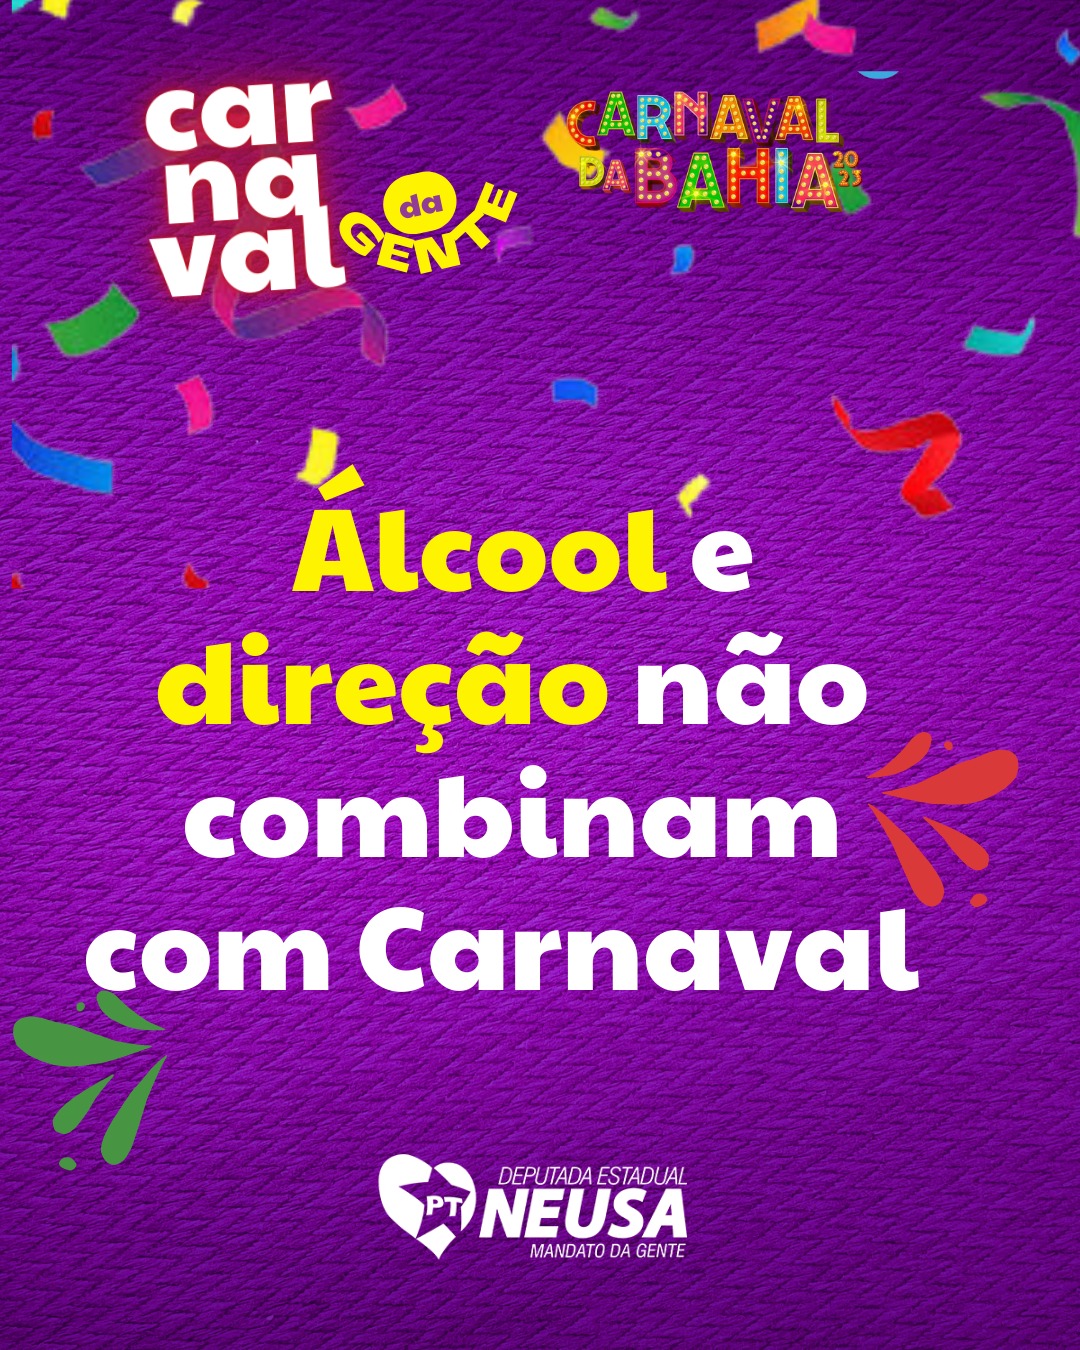 car
na
val
da
GENTE
CARNAVAL
DA BAHIA 2023
Álcool e
direção não
combinam
com Carnaval
PT
DEPUTADA ESTADUAL
NEUSA
MANDATO DA GENTE